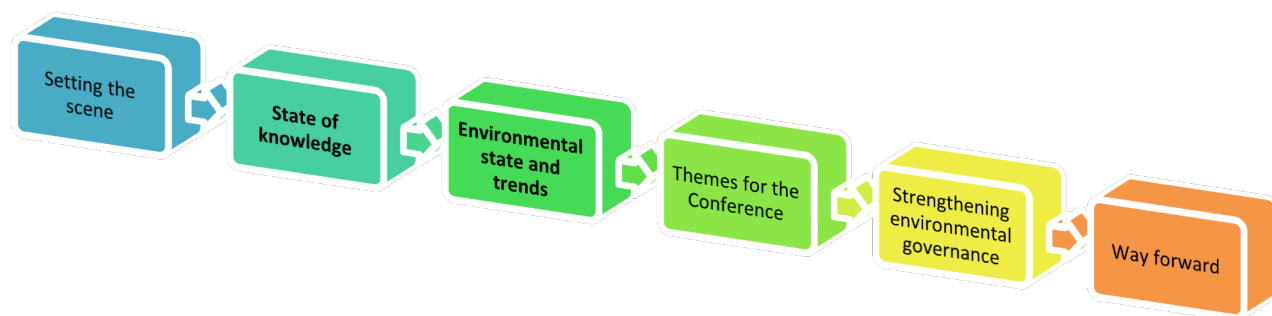 Setting the
scene
State of
knowledge
Environmental
state and
trends
Themes for the
Conference
Strengthening
environmental
governance
Way forward